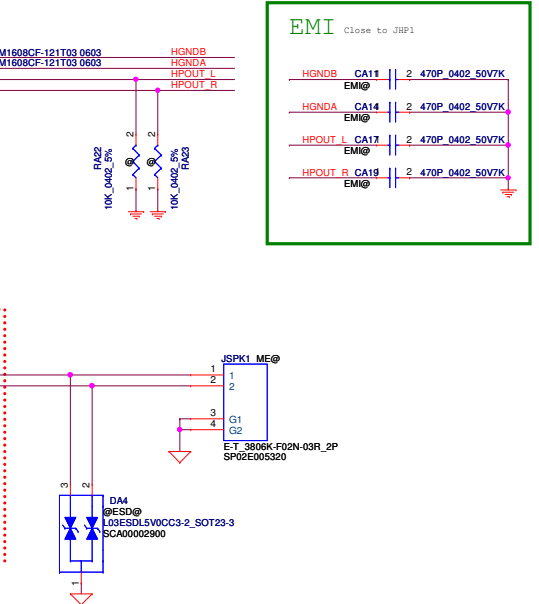 EMI Close to JHP1
M1608CF-121T03 0603 HGNDB
M1608CF-121T03 0603 HGNDA
HPOUT_L
HPOUT_R
HGNDB CA11 2 470P_0402_50V7K
EMI@
HGNDA CA14 2 470P_0402_50V7K
EMI@
HPOUT_L CA17 2 470P_0402_50V7K
EMI@
HPOUT_R CA19 2 470P_0402_50V7K
EMI@
2 2
RA22 @ @ RA23
10K_0402_5% 10K_0402_5%
1 1
JSPK1 ME@
1 1
2 2
3 G1
4 G2
E-T_3806K-F02N-03R_2P
SP02E005320
3 2
DA4
@ESD@
L03ESDL5V0CC3-2_SOT23-3
SCA00002900
1